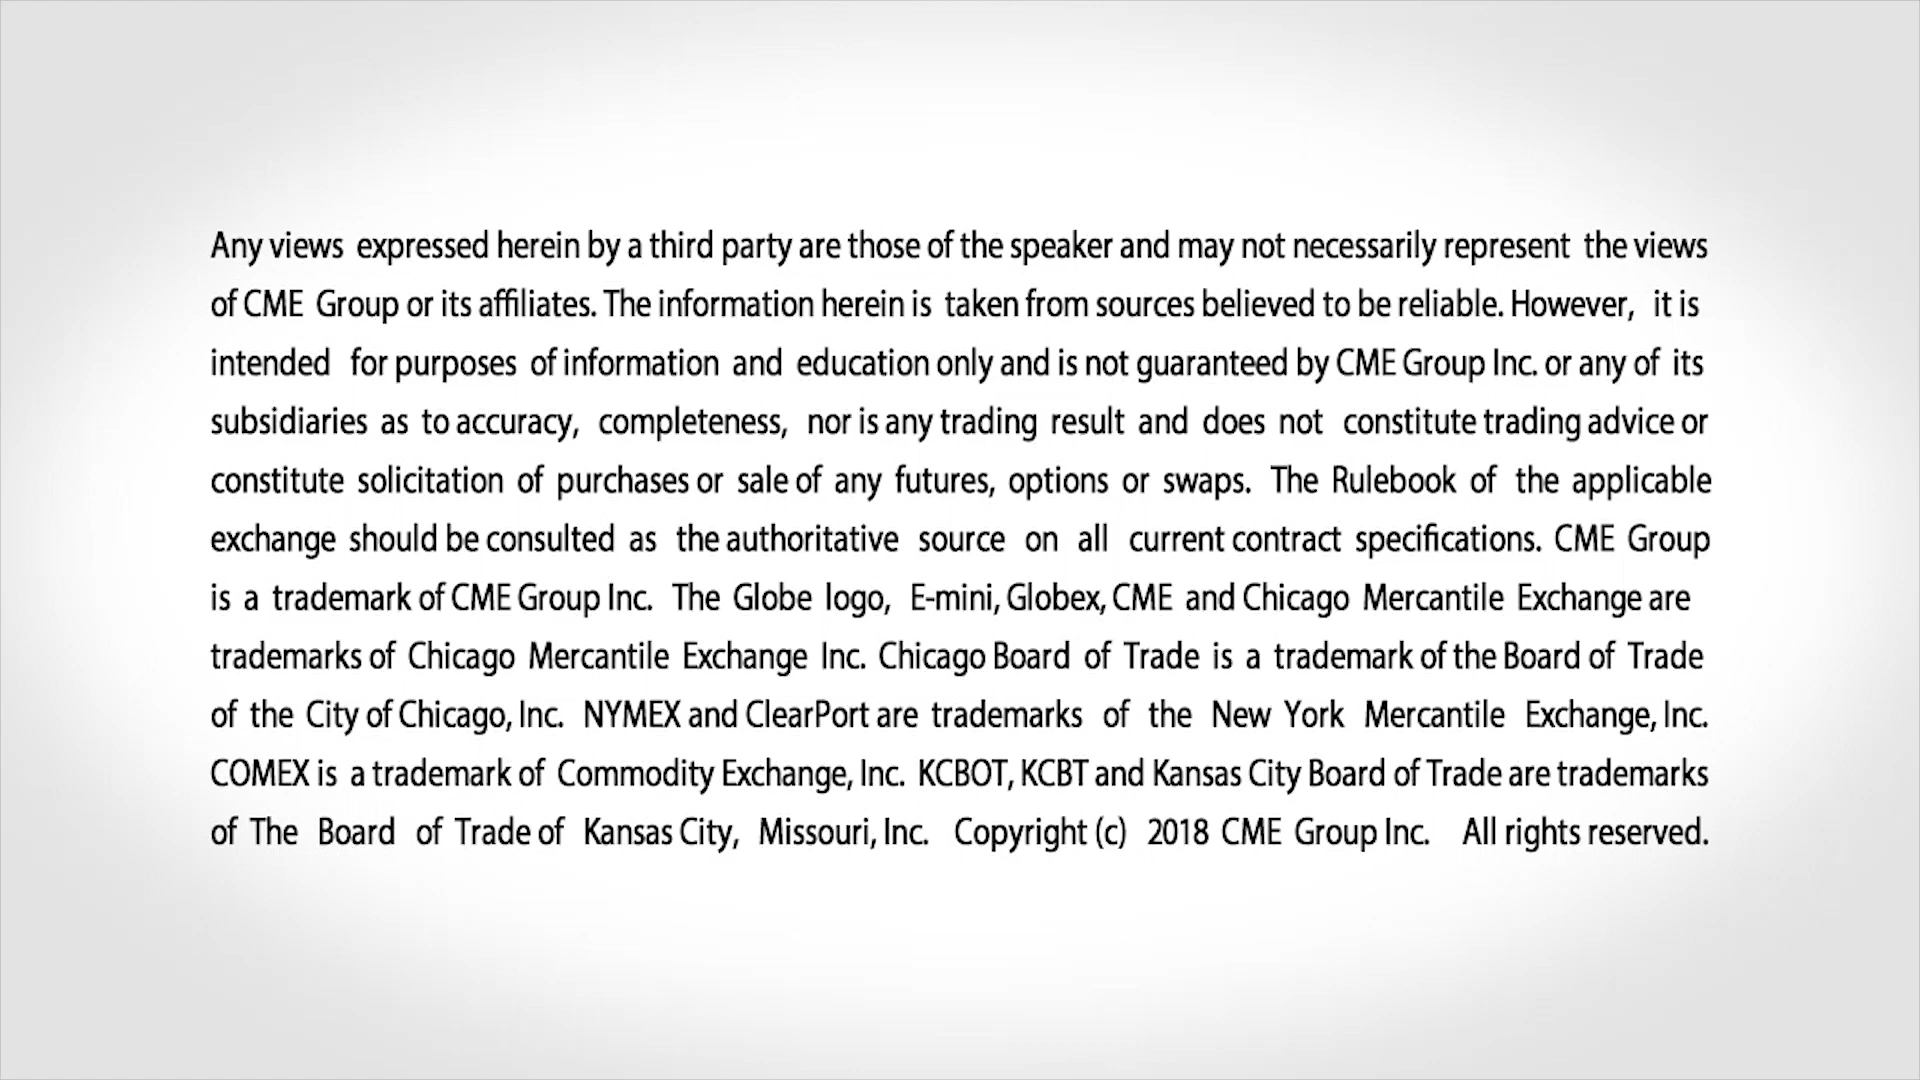 Any views expressed herein by a third party are those of the speaker and may not necessarily represent the views
of CME Group or its affiliates. The information herein is taken from sources believed to be reliable. However, it is
intended for purposes of information and education only and is not guaranteed by CME Group Inc. or any of its
subsidiaries as to accuracy, completeness, nor is any trading result and does not constitute trading advice or
constitute solicitation of purchases or sale of any futures, options or swaps. The Rulebook of the applicable
exchange should be consulted as the authoritative source on all current contract specifications. CME Group
is a trademark of CME Group Inc. The Globe logo, E-mini, Globex, CME and Chicago Mercantile Exchange are
trademarks of Chicago Mercantile Exchange Inc. Chicago Board of Trade is a trademark of the Board of Trade
of the City of Chicago, Inc. NYMEX and ClearPort are trademarks of the New York Mercantile Exchange, Inc.
COMEX is a trademark of Commodity Exchange, Inc. KCBOT, KCBT and Kansas City Board of Trade are trademarks
of The Board of Trade of Kansas City, Missouri, Inc. Copyright (c) 2018 CME Group Inc. All rights reserved.